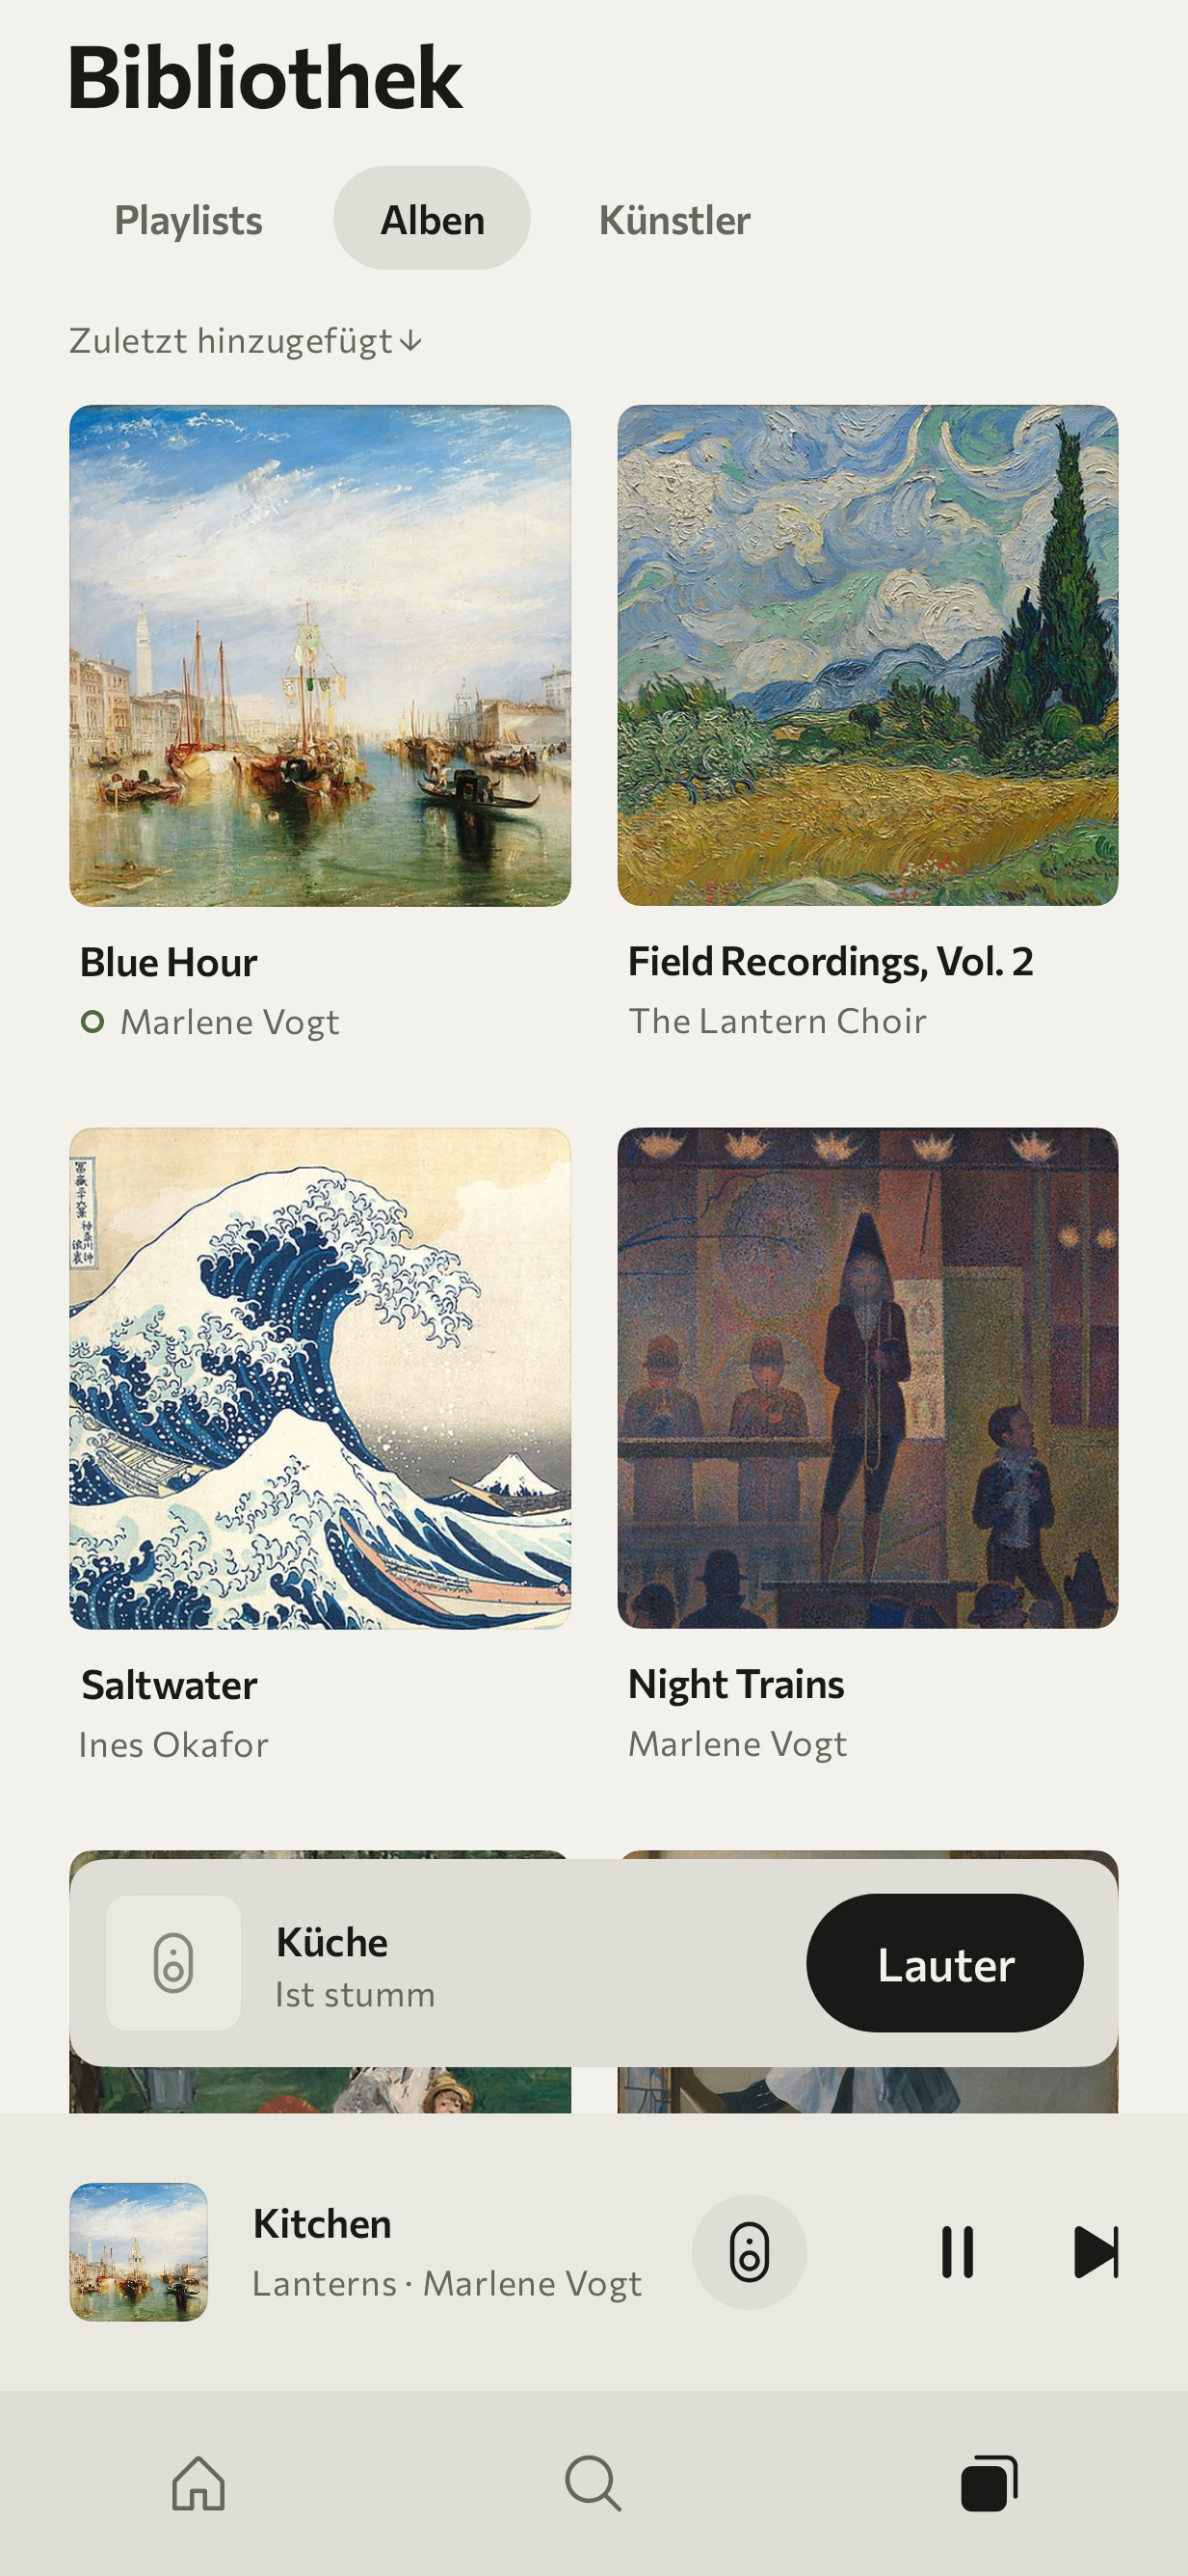 Bibliothek
Playlists Alben Künstler
Zuletzt hinzugefügt ↓
Blue Hour
Marlene Vogt
Field Recordings, Vol. 2
The Lantern Choir
Saltwater
Ines Okafor
Night Trains
Marlene Vogt
Küche
Ist stumm
Lauter
Kitchen
Lanterns · Marlene Vogt